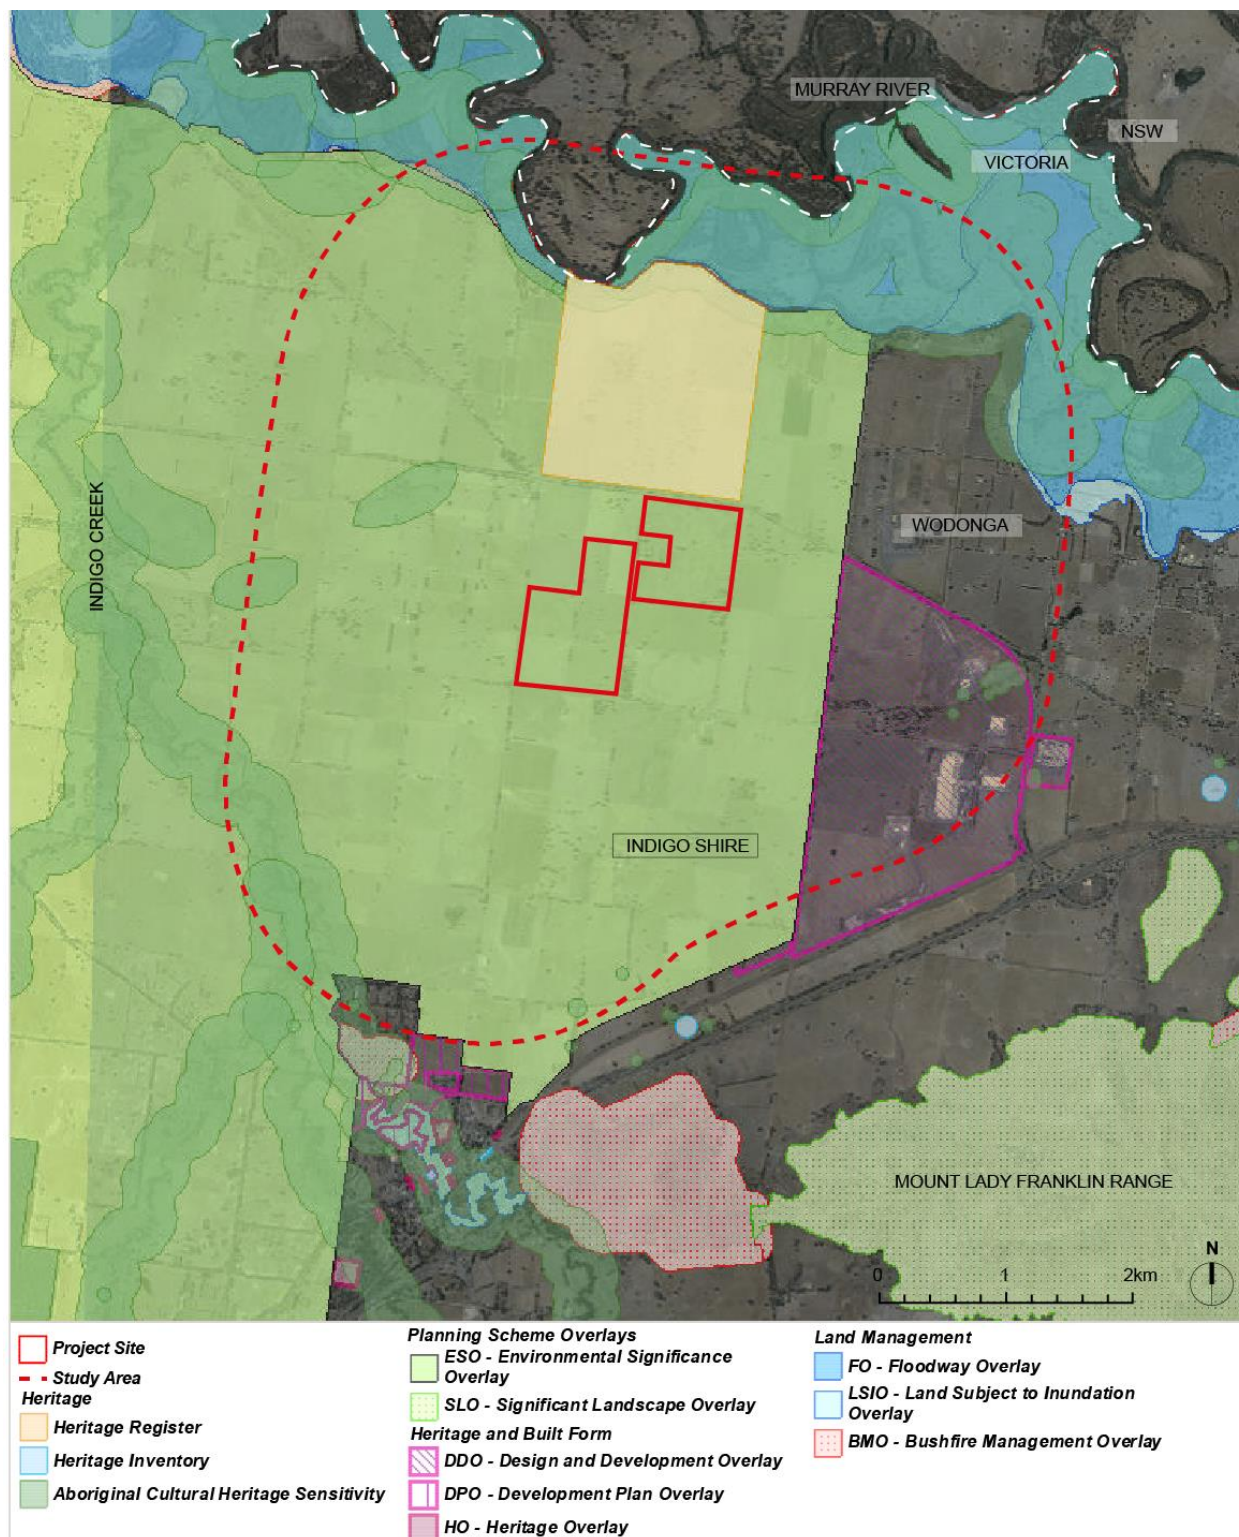 MURRAY RIVER
NSW
VICTORIA
INDIGO CREEK
WODONGA
INDIGO SHIRE
MOUNT LADY FRANKLIN RANGE
N
0 1 2km
Project Site
Study Area
Heritage
Heritage Register
Heritage Inventory
Aboriginal Cultural Heritage Sensitivity
Planning Scheme Overlays
ESO - Environmental Significance
Overlay
SLO - Significant Landscape Overlay
Heritage and Built Form
DDO - Design and Development Overlay
DPO - Development Plan Overlay
HO - Heritage Overlay
Land Management
FO - Floodway Overlay
LSIO - Land Subject to Inundation
Overlay
BMO - Bushfire Management Overlay